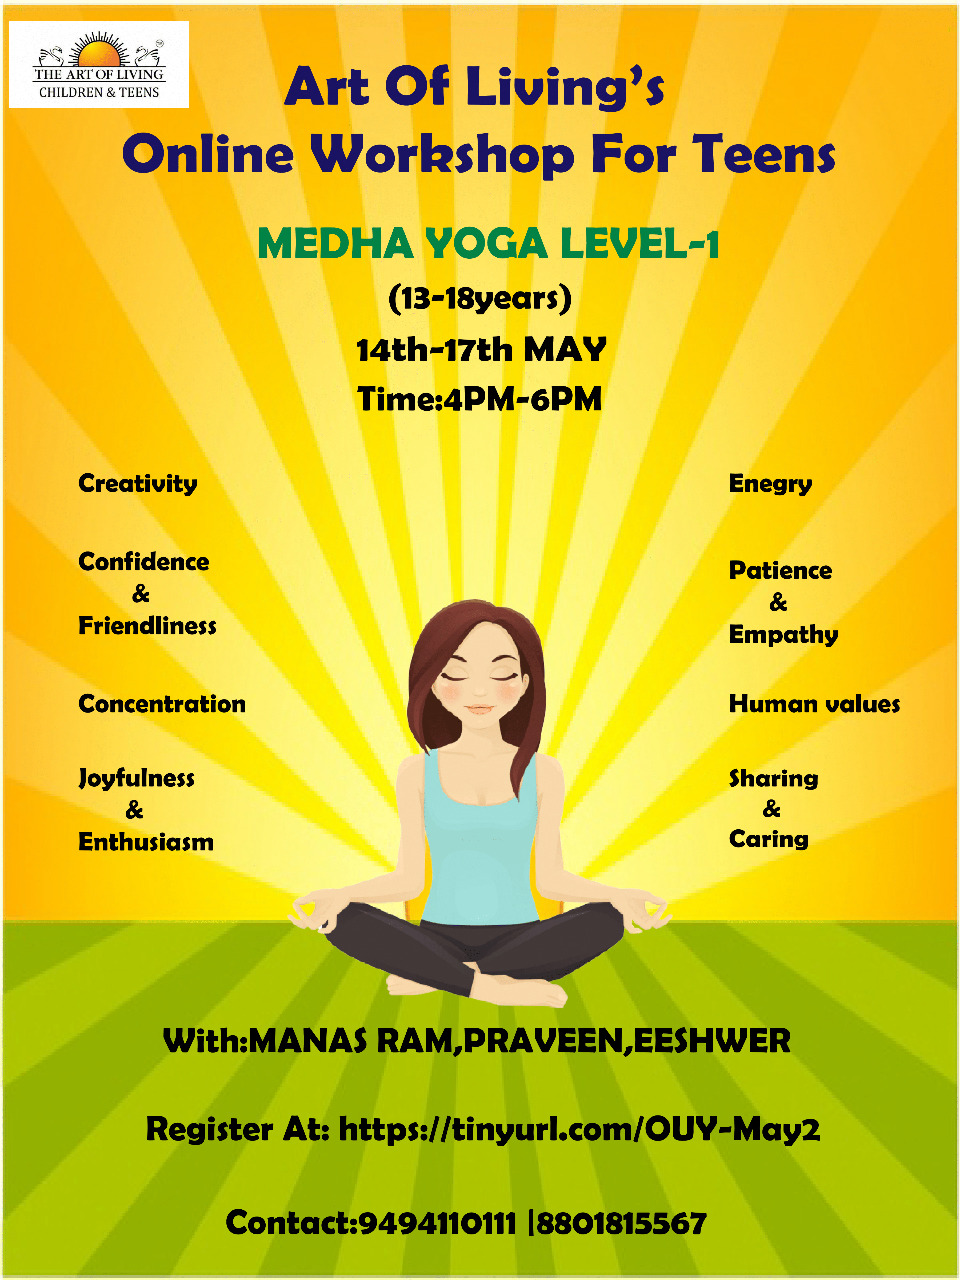 THE ART OF LIVING
CHILDREN & TEENS
Art Of Living's
Online Workshop For Teens
MEDHA YOGA LEVEL-1
(13-18years)
14th-17th MAY
Time:4PM-6PM
Creativity
Confidence
&
Friendliness
Concentration
Joyfulness
&
Enthusiasm
Enegry
Patience
&
Empathy
Human values
Sharing
&
Caring
With:MANAS RAM,PRAVEEN,EESHWER
Register At: https://tinyurl.com/OUY-May2
Contact:9494110111 |8801815567